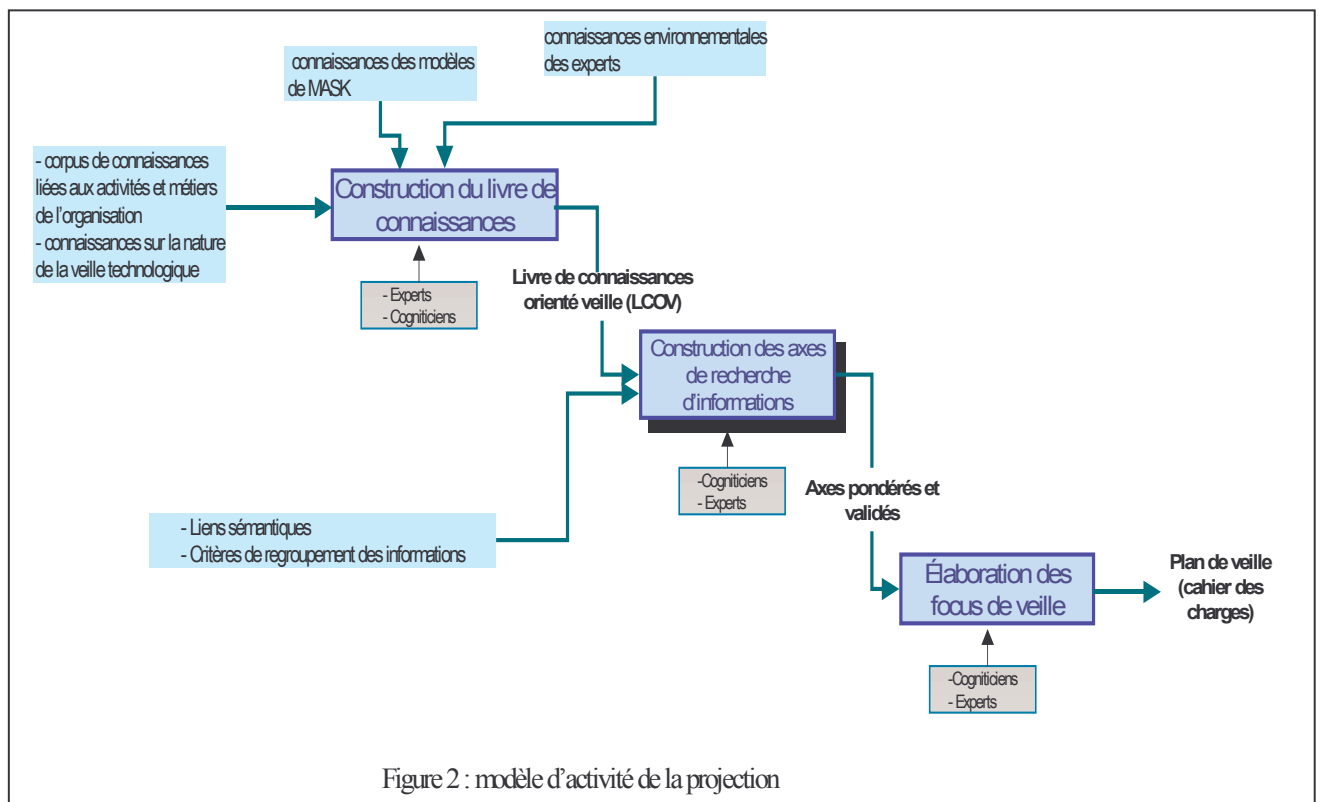 connaissances des modèles
de MASK
connaissances environnementales
des experts
- corpus de connaissances
liées aux activités et métiers
de l'organisation
- connaissances sur la nature
de la veille technologique
Construction du livre de
connaissances
- Experts
- Cogniticiens
Livre de connaissances
orienté veille (LCOV)
Construction des axes
de recherche
d'informations
-Cogniticiens
- Experts
- Liens sémantiques
- Critères de regroupement des informations
Axes pondérés et
validés
Élaboration des
focus de veille
-Cogniticiens
- Experts
Plan de veille
(cahier des
charges)
Figure 2 : modèle d'activité de la projection